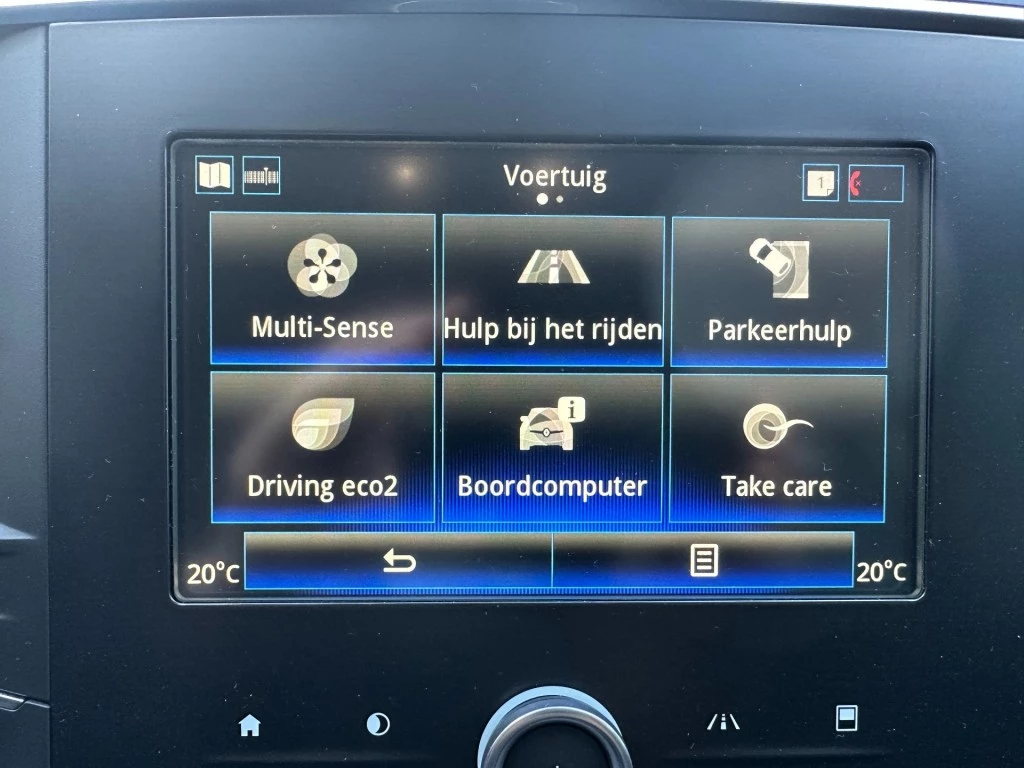 Voertuig
1
Multi-Sense
Hulp bij het rijden
Parkeerhulp
i
Driving eco2
Boordcomputer
Take care
20°C
20°C